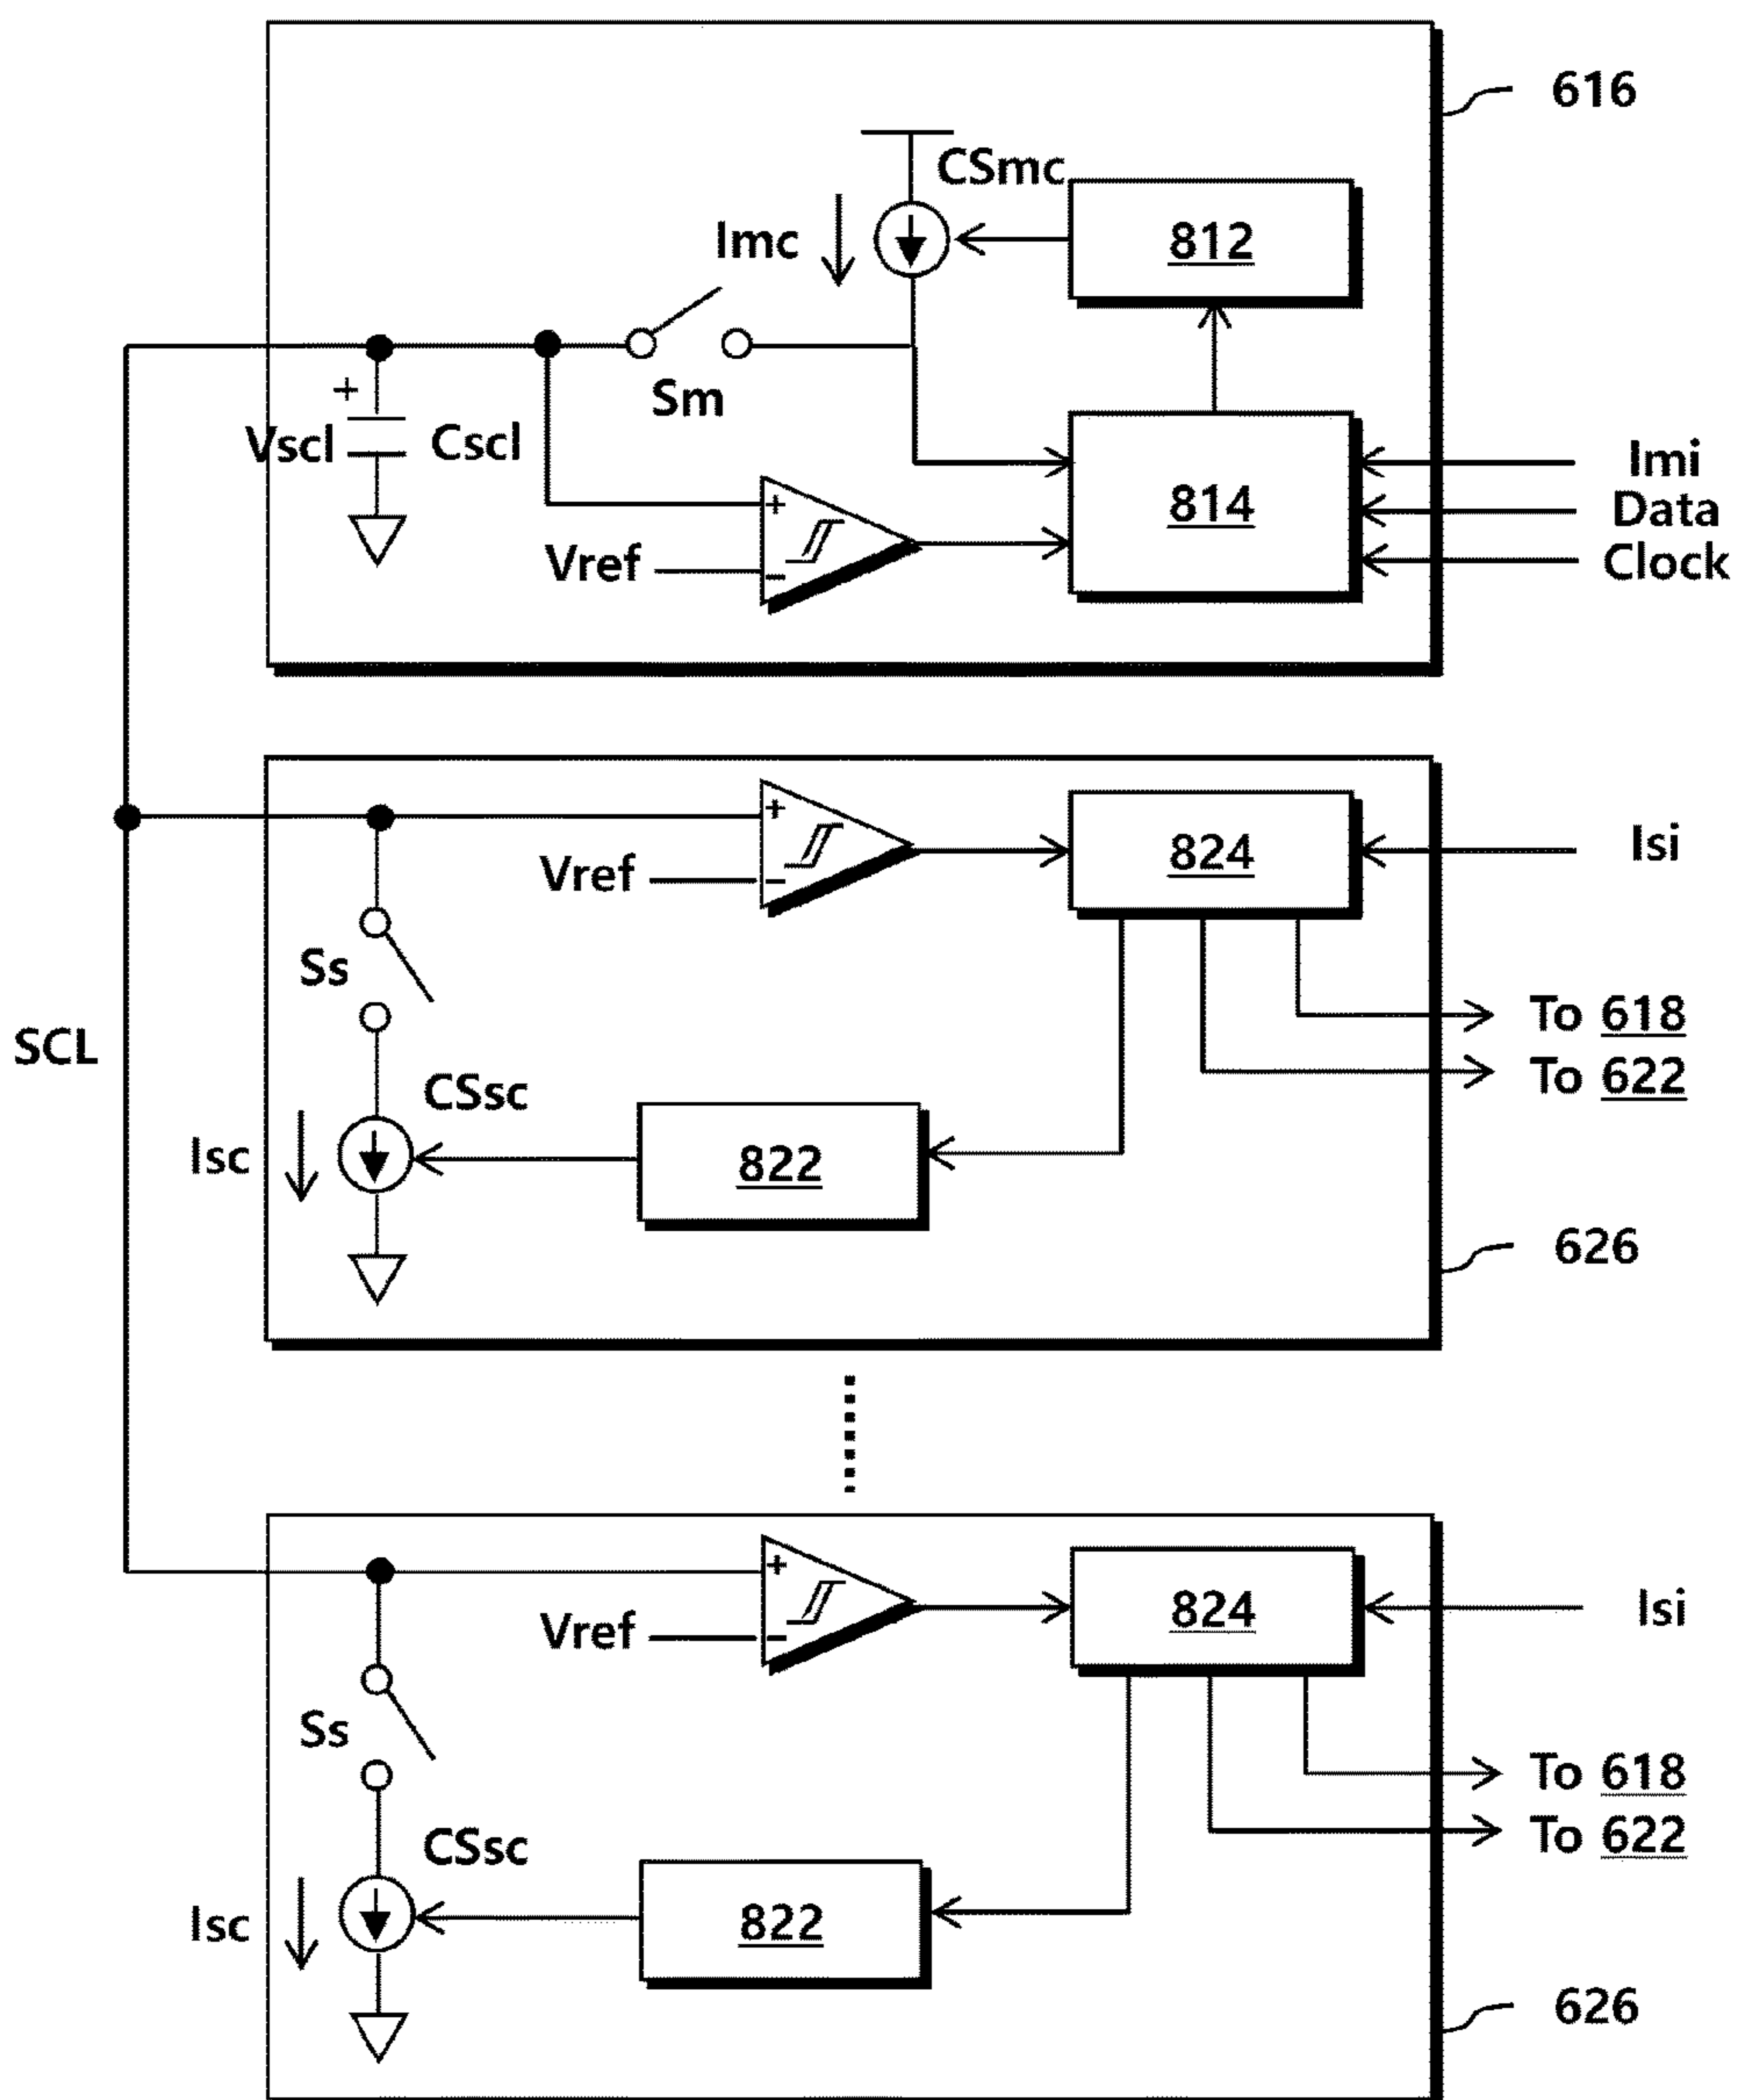 616
CSmc
Imc
812
Sm
+
Vscl
Cscl
814
Imi
Data
Clock
+
Vref
−
+
824
Isi
Vref
−
Ss
To 618
To 622
SCL
CSsc
Isc
822
626
+
824
Isi
Vref
−
Ss
To 618
To 622
CSsc
Isc
822
626